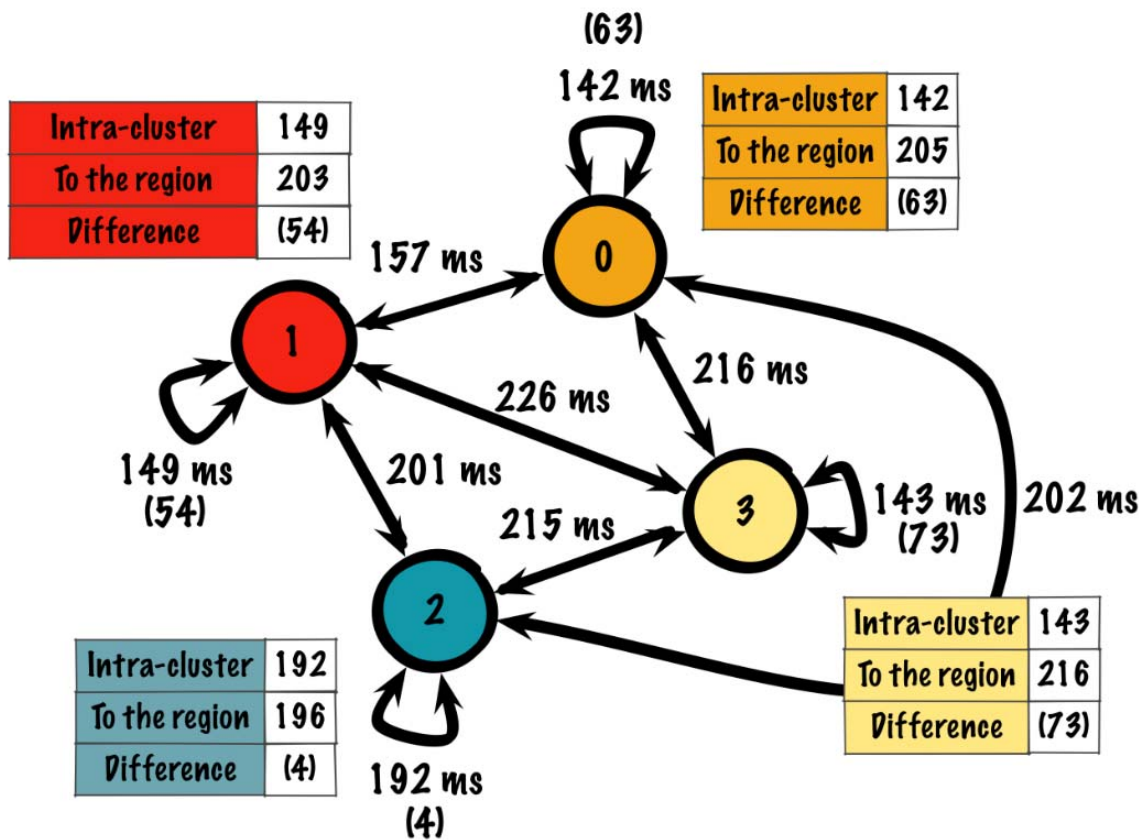 (63)
142 ms
Intra-cluster 142
To the region 205
Difference (63)
Intra-cluster 149
To the region 203
Difference (54)
0
157 ms
1
216 ms
226 ms
149 ms
(54)
201 ms
3
143 ms
(73)
202 ms
215 ms
2
Intra-cluster 143
To the region 216
Difference (73)
Intra-cluster 192
To the region 196
Difference (4)
192 ms
(4)